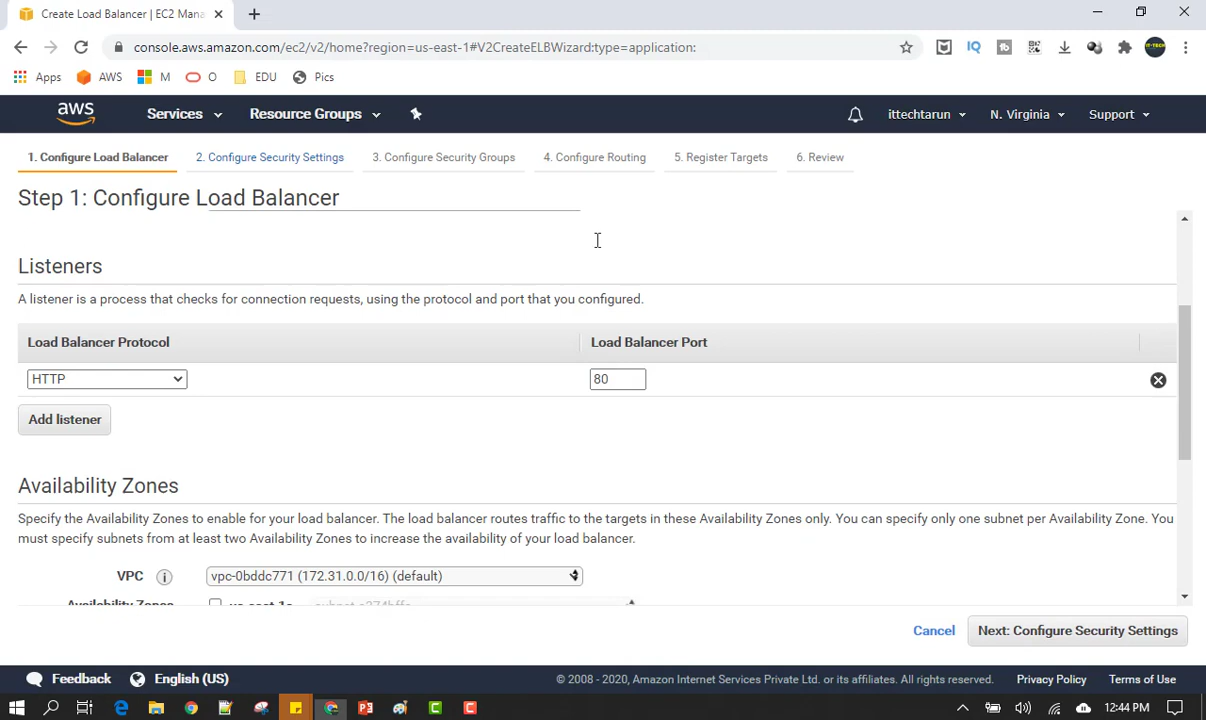 Create Load Balancer | EC2 Mana
console.aws.amazon.com/ec2/v2/home?region=us-east-1#V2CreateELBWizard:type=application:
Apps AWS M O EDU Pics
aws Services Resource Groups ittechtarun N. Virginia Support
1. Configure Load Balancer 2. Configure Security Settings 3. Configure Security Groups 4. Configure Routing 5. Register Targets 6. Review
Step 1: Configure Load Balancer
Listeners
A listener is a process that checks for connection requests, using the protocol and port that you configured.
Load Balancer Protocol Load Balancer Port
HTTP 80
Add listener
Availability Zones
Specify the Availability Zones to enable for your load balancer. The load balancer routes traffic to the targets in these Availability Zones only. You can specify only one subnet per Availability Zone. You
must specify subnets from at least two Availability Zones to increase the availability of your load balancer.
VPC vpc-0bddc771 (172.31.0.0/16) (default)
Availability Zones
Cancel Next: Configure Security Settings
Feedback English (US) © 2008 - 2020, Amazon Internet Services Private Ltd. or its affiliates. All rights reserved. Privacy Policy Terms of Use
12:44 PM